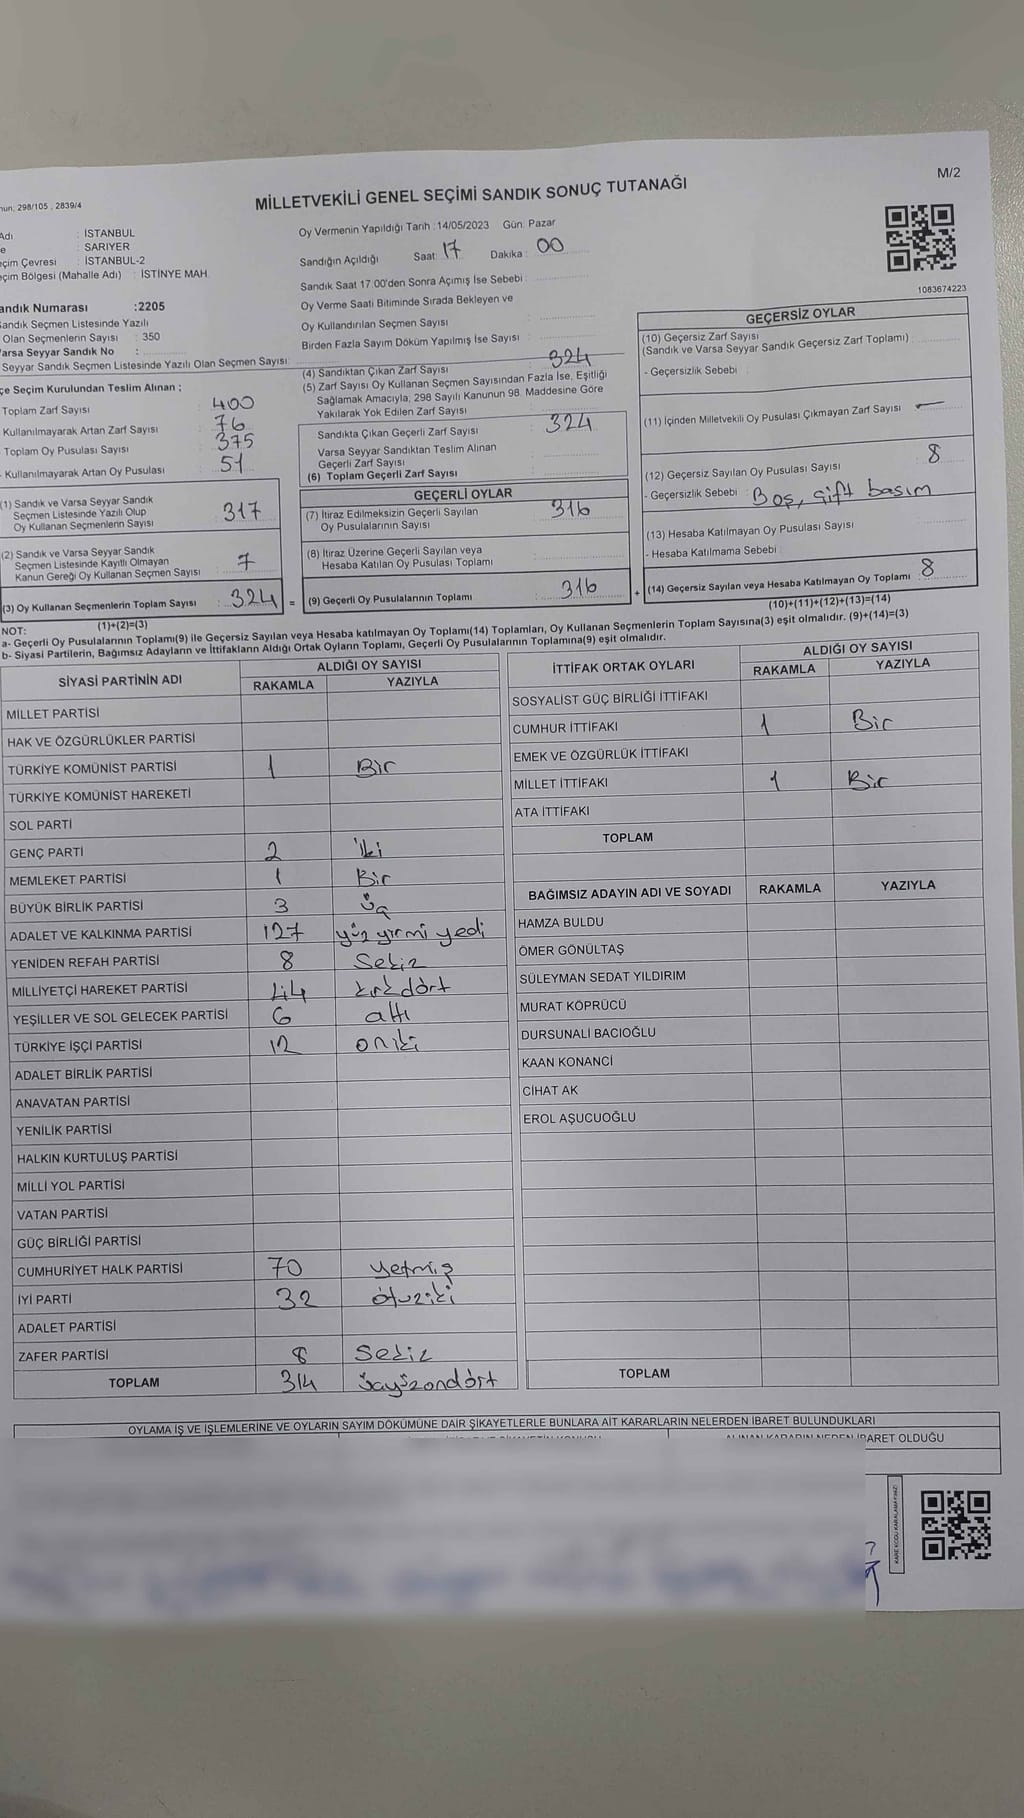 M/2
298/105 , 2839/4
MİLLETVEKİLİ GENEL SEÇİMİ SANDIK SONUÇ TUTANAĞI
: İSTANBUL
: SARIYER
Çevresi : İSTANBUL-2
Bölgesi (Mahalle Adı) : İSTİNYE MAH.
Oy Vermenin Yapıldığı Tarih :14/05/2023 Gün: Pazar
Sandığın Açıldığı Saat: 17 Dakika : 00
Sandık Saat 17:00'den Sonra Açımış İse Sebebi :
Oy Verme Saati Bitiminde Sırada Bekleyen ve
Oy Kullandırılan Seçmen Sayısı
Birden Fazla Sayım Döküm Yapılmış İse Sayısı
1083674223
Numarası :2205
Sandık Seçmen Listesinde Yazılı
Olan Seçmenlerin Sayısı : 350
Varsa Seyyar Sandık No :
Seyyar Sandık Seçmen Listesinde Yazılı Olan Seçmen Sayısı:
Seçim Kurulundan Teslim Alınan ;
Toplam Zarf Sayısı 400
Kullanılmayarak Artan Zarf Sayısı 76
Toplam Oy Pusulası Sayısı 375
Kullanılmayarak Artan Oy Pusulası 51
(1) Sandık ve Varsa Seyyar Sandık
Seçmen Listesinde Yazılı Olup
Oy Kullanan Seçmenlerin Sayısı 317
(2) Sandık ve Varsa Seyyar Sandık
Seçmen Listesinde Kayıtlı Olmayan
Kanun Gereği Oy Kullanan Seçmen Sayısı 7
(3) Oy Kullanan Seçmenlerin Toplam Sayısı : 324 =
(1)+(2)=(3)
(4) Sandıktan Çıkan Zarf Sayısı 324
(5) Zarf Sayısı Oy Kullanan Seçmen Sayısından Fazla İse, Eşitliği
Sağlamak Amacıyla; 298 Sayılı Kanunun 98. Maddesine Göre
Yakılarak Yok Edilen Zarf Sayısı
Sandıkta Çıkan Geçerli Zarf Sayısı : 324
Varsa Seyyar Sandıktan Teslim Alınan
Geçerli Zarf Sayısı
(6) Toplam Geçerli Zarf Sayısı
GEÇERLİ OYLAR
(7) İtiraz Edilmeksizin Geçerli Sayılan
Oy Pusulalarının Sayısı 316
(8) İtiraz Üzerine Geçerli Sayılan veya
Hesaba Katılan Oy Pusulası Toplamı
(9) Geçerli Oy Pusulalarının Toplamı : 316 +
GEÇERSİZ OYLAR
(10) Geçersiz Zarf Sayısı
(Sandık ve Varsa Seyyar Sandık Geçersiz Zarf Toplamı) :
- Geçersizlik Sebebi :
(11) İçinden Milletvekili Oy Pusulası Çıkmayan Zarf Sayısı : —
(12) Geçersiz Sayılan Oy Pusulası Sayısı 8
- Geçersizlik Sebebi : Boş, çift basım
(13) Hesaba Katılmayan Oy Pusulası Sayısı
- Hesaba Katılmama Sebebi :
(14) Geçersiz Sayılan veya Hesaba Katılmayan Oy Toplamı : 8
(10)+(11)+(12)+(13)=(14)
NOT:
a- Geçerli Oy Pusulalarının Toplamı(9) ile Geçersiz Sayılan veya Hesaba katılmayan Oy Toplamı(14) Toplamları, Oy Kullanan Seçmenlerin Toplam Sayısına(3) eşit olmalıdır. (9)+(14)=(3)
b- Siyasi Partilerin, Bağımsız Adayların ve İttifakların Aldığı Ortak Oyların Toplamı, Geçerli Oy Pusulalarının Toplamına(9) eşit olmalıdır.
SİYASİ PARTİNİN ADI ALDIĞI OY SAYISI
RAKAMLA YAZIYLA
MİLLET PARTİSİ
HAK VE ÖZGÜRLÜKLER PARTİSİ
TÜRKİYE KOMÜNİST PARTİSİ 1 Bir
TÜRKİYE KOMÜNİST HAREKETİ
SOL PARTİ
GENÇ PARTİ 2 iki
MEMLEKET PARTİSİ 1 Bir
BÜYÜK BİRLİK PARTİSİ 3 üç
ADALET VE KALKINMA PARTİSİ 127 yüz yirmi yedi
YENİDEN REFAH PARTİSİ 8 Sekiz
MİLLİYETÇİ HAREKET PARTİSİ 44 kırkdört
YEŞİLLER VE SOL GELECEK PARTİSİ 6 altı
TÜRKİYE İŞÇİ PARTİSİ 12 oniki
ADALET BİRLİK PARTİSİ
ANAVATAN PARTİSİ
YENİLİK PARTİSİ
HALKIN KURTULUŞ PARTİSİ
MİLLİ YOL PARTİSİ
VATAN PARTİSİ
GÜÇ BİRLİĞİ PARTİSİ
CUMHURİYET HALK PARTİSİ 70 yetmiş
İYİ PARTİ 32 otuziki
ADALET PARTİSİ
ZAFER PARTİSİ 8 Sekiz
TOPLAM 314 üçyüzondört
İTTİFAK ORTAK OYLARI ALDIĞI OY SAYISI
RAKAMLA YAZIYLA
SOSYALİST GÜÇ BİRLİĞİ İTTİFAKI
CUMHUR İTTİFAKI 1 Bir
EMEK VE ÖZGÜRLÜK İTTİFAKI
MİLLET İTTİFAKI 1 Bir
ATA İTTİFAKI
TOPLAM
BAĞIMSIZ ADAYIN ADI VE SOYADI RAKAMLA YAZIYLA
HAMZA BULDU
ÖMER GÖNÜLTAŞ
SÜLEYMAN SEDAT YILDIRIM
MURAT KÖPRÜCÜ
DURSUNALİ BACIOĞLU
KAAN KONANCİ
CİHAT AK
EROL AŞUCUOĞLU
TOPLAM
OYLAMA İŞ VE İŞLEMLERİNE VE OYLARIN SAYIM DÖKÜMÜNE DAİR ŞİKAYETLERLE BUNLARA AİT KARARLARIN NELERDEN İBARET BULUNDUKLARI
ALINAN KARARIN NEDEN İBARET OLDUĞU
KARE KODU KARALAMAYINIZ!